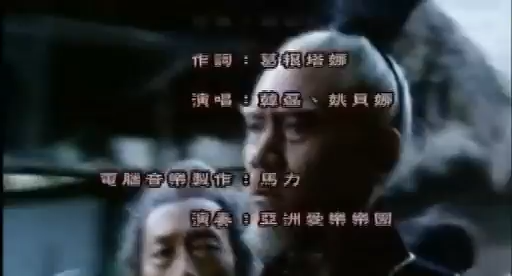 作詞：葛根塔娜
演唱：韓磊、姚貝娜
電腦音樂製作：馬力
演奏：亞洲愛樂樂團